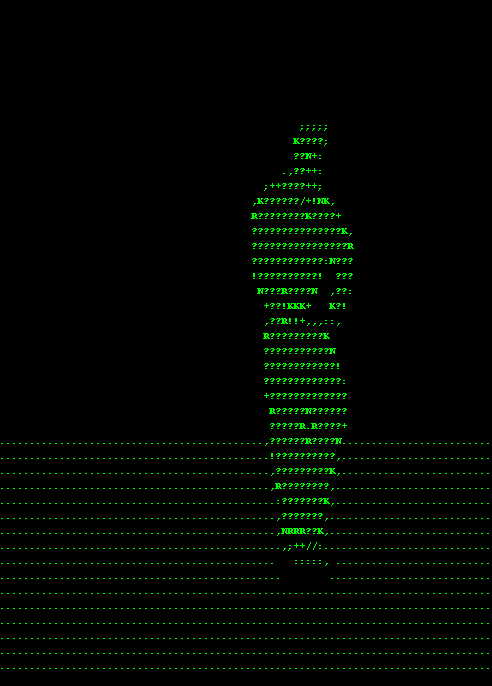 ;;;;;
K????;
??N+:
.,??++:
;++????++;
,K??????/+!NK,
R????????K????+
???????????????K,
????????????????R
????????????:N???
!???????????!  ???
N???R????N  ,??:
+??!KKK+   K?!
,??R!!+,,,::,
R?????????K
???????????N
????????????!
?????????????:
+?????????????
R?????N??????
?????R.R????+
............................................,??????R????N.........................
.............................................!??????????,.........................
.............................................,?????????K,.........................
.............................................,R????????,..........................
..............................................:???????K,..........................
..............................................,???????,...........................
..............................................,NRRR??K,...........................
...............................................,;++//:............................
..............................................   :::::,...........................
...............................................        ...........................
..................................................................................
..................................................................................
..................................................................................
..................................................................................
..................................................................................
..................................................................................